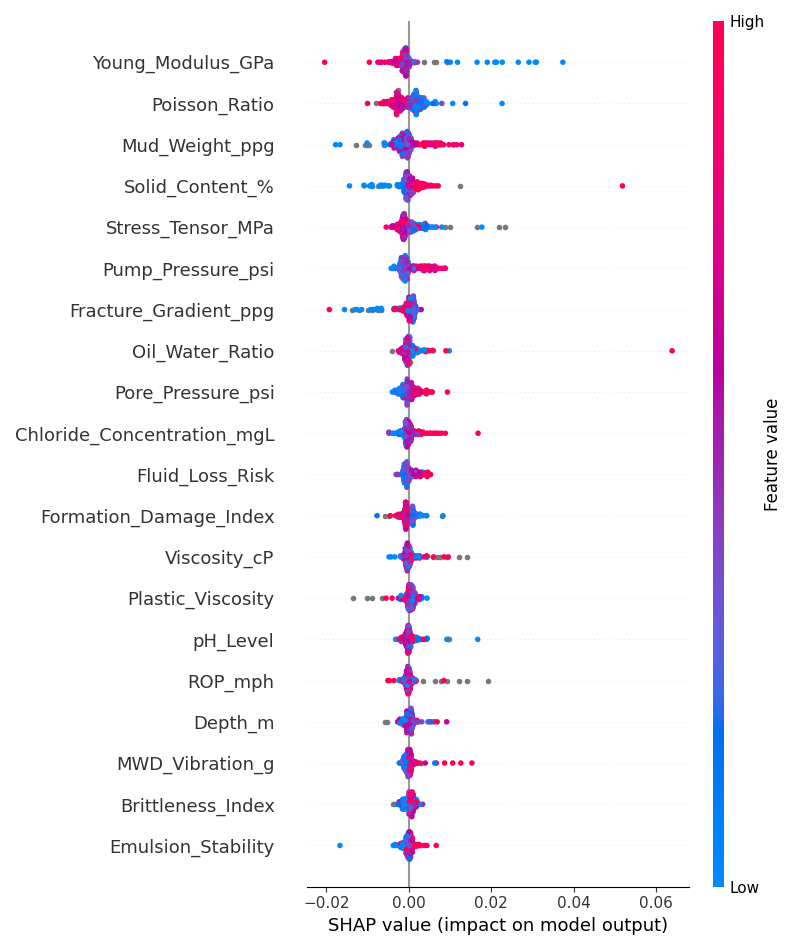 High
Young_Modulus_GPa
Poisson_Ratio
Mud_Weight_ppg
Solid_Content_%
Stress_Tensor_MPa
Pump_Pressure_psi
Fracture_Gradient_ppg
Oil_Water_Ratio
Pore_Pressure_psi
Chloride_Concentration_mgL
Fluid_Loss_Risk
Formation_Damage_Index
Viscosity_cP
Plastic_Viscosity
pH_Level
ROP_mph
Depth_m
MWD_Vibration_g
Brittleness_Index
Emulsion_Stability
Feature value
Low
−0.02 0.00 0.02 0.04 0.06
SHAP value (impact on model output)